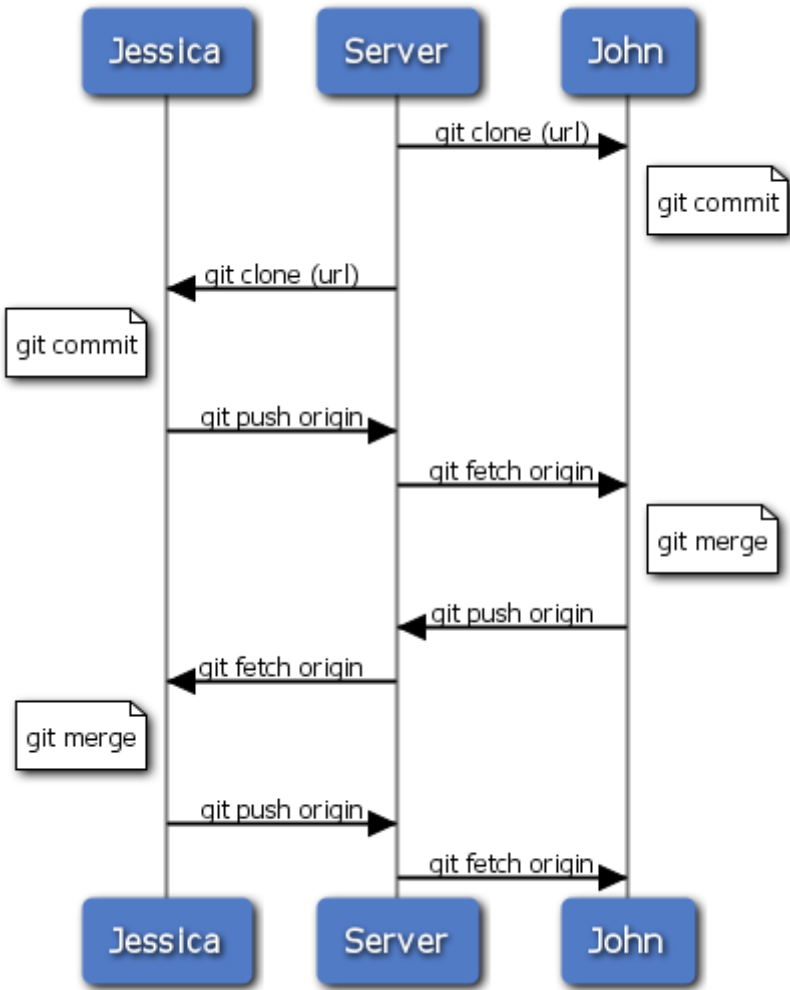 Jessica
Server
John
git clone (url)
git commit
git clone (url)
git commit
git push origin
git fetch origin
git merge
git push origin
git fetch origin
git merge
git push origin
git fetch origin
Jessica
Server
John